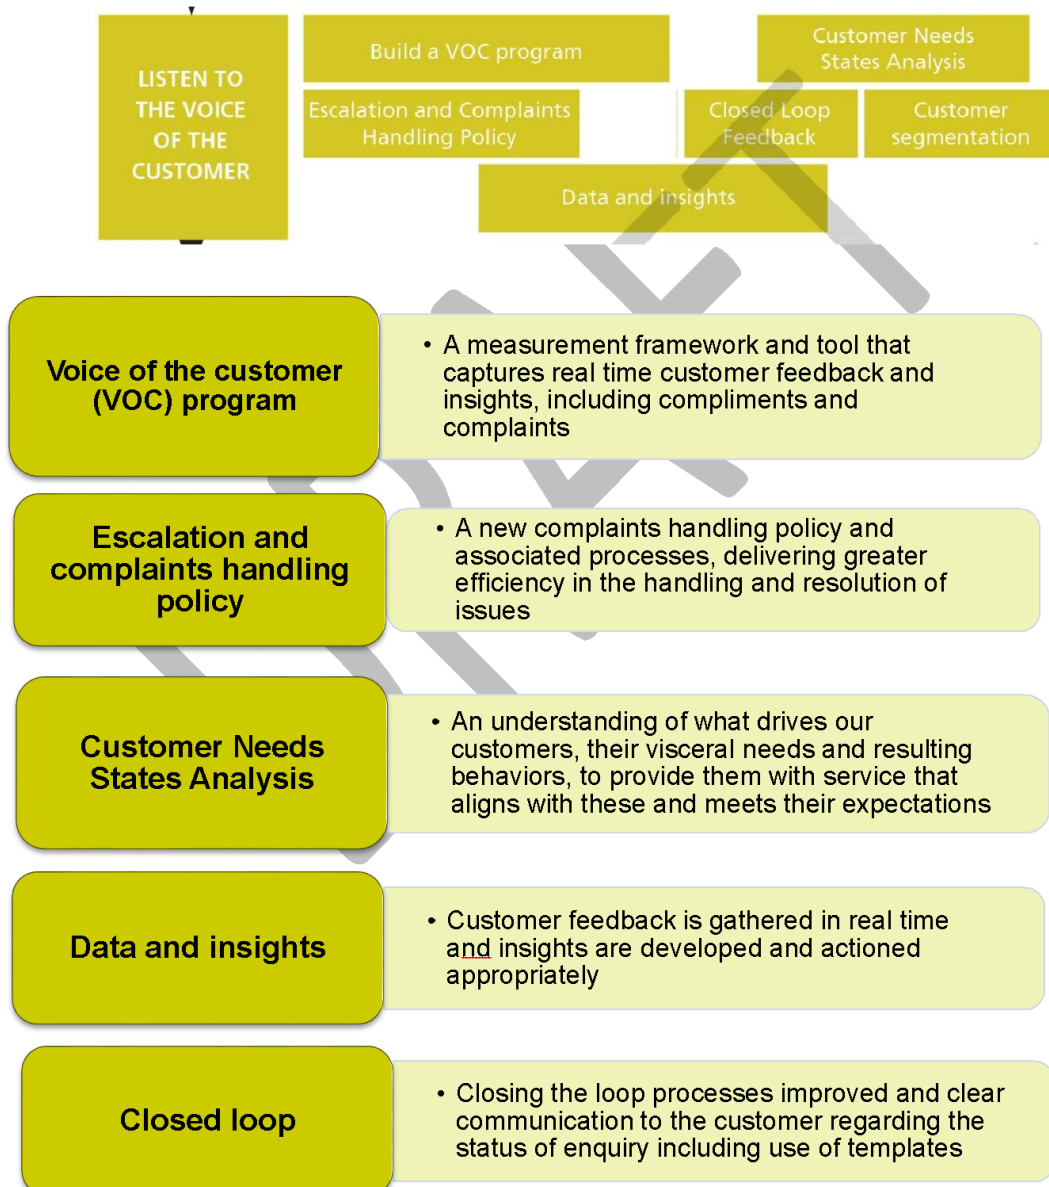 LISTEN TO
THE VOICE
OF THE
CUSTOMER
Build a VOC program
Customer Needs
States Analysis
Escalation and Complaints
Handling Policy
Closed Loop
Feedback
Customer
segmentation
Data and insights
DRAFT
Voice of the customer
(VOC) program
• A measurement framework and tool that
captures real time customer feedback and
insights, including compliments and
complaints
Escalation and
complaints handling
policy
• A new complaints handling policy and
associated processes, delivering greater
efficiency in the handling and resolution of
issues
Customer Needs
States Analysis
• An understanding of what drives our
customers, their visceral needs and resulting
behaviors, to provide them with service that
aligns with these and meets their expectations
Data and insights
• Customer feedback is gathered in real time
and insights are developed and actioned
appropriately
Closed loop
• Closing the loop processes improved and clear
communication to the customer regarding the
status of enquiry including use of templates